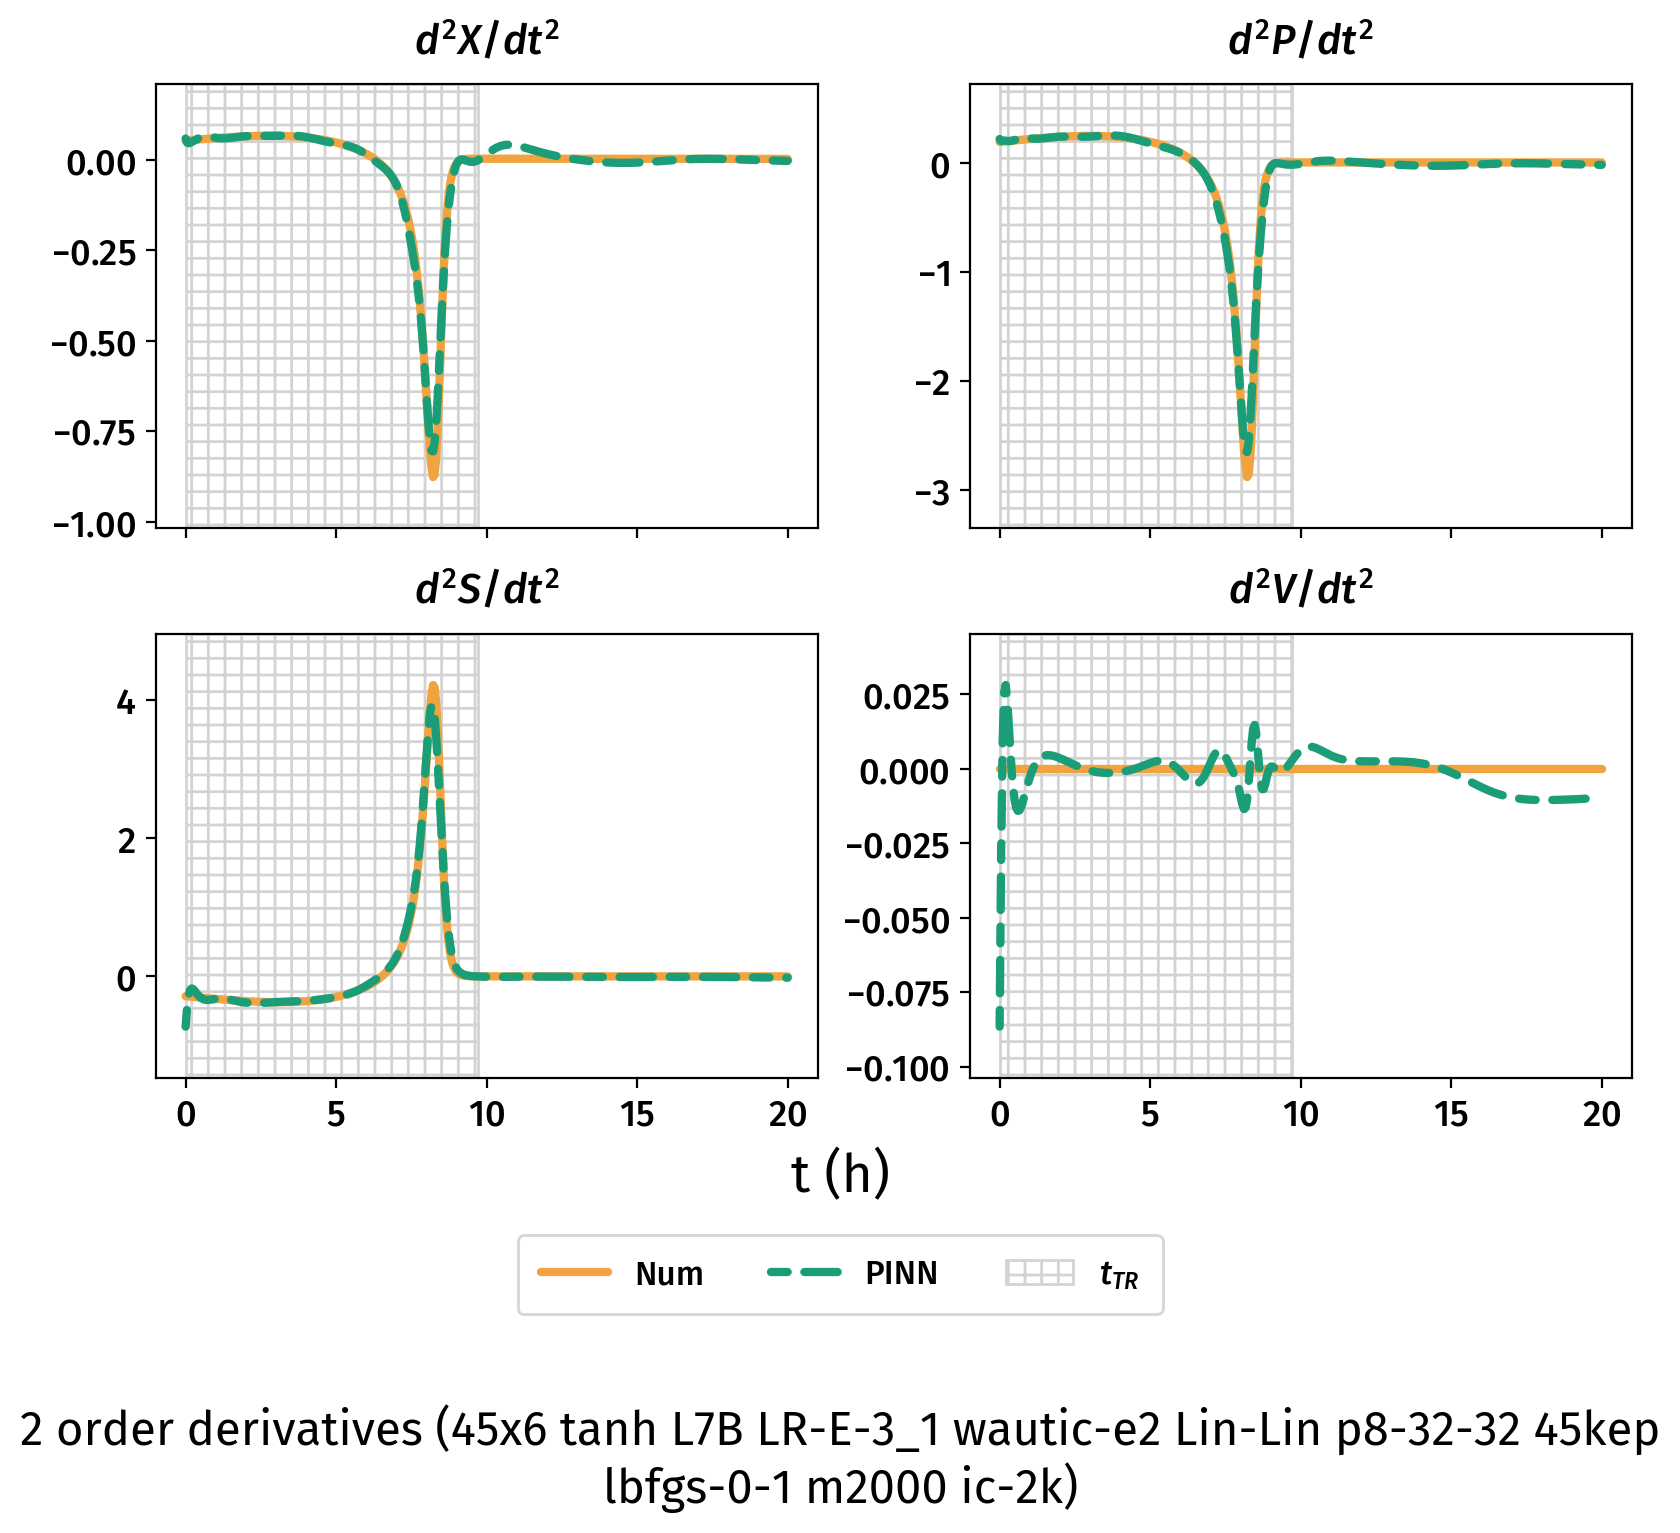 d²X/dt²
d²P/dt²
0.00
−0.25
−0.50
−0.75
−1.00
0
−1
−2
−3
d²S/dt²
d²V/dt²
4
2
0
0.025
0.000
−0.025
−0.050
−0.075
−0.100
0 5 10 15 20
0 5 10 15 20
t (h)
Num PINN t_TR
2 order derivatives (45x6 tanh L7B LR-E-3_1 wautic-e2 Lin-Lin p8-32-32 45kep
lbfgs-0-1 m2000 ic-2k)